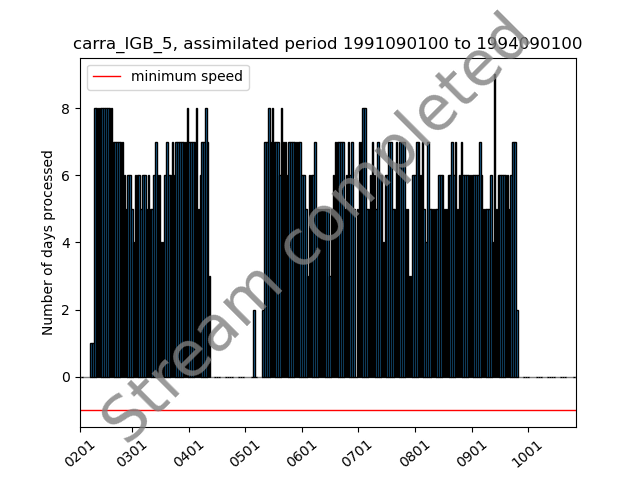 carra_IGB_5, assimilated period 1991090100 to 1994090100
minimum speed
Number of days processed
8
6
4
2
0
0201 0301 0401 0501 0601 0701 0801 0901 1001
Stream completed